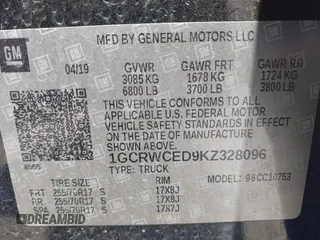 GM
MFD BY GENERAL MOTORS LLC
04/19 GVWR GAWR FRT GAWR RR
3085 KG 1678 KG 1724 KG
6800 LB 3700 LB 3800 LB
THIS VEHICLE CONFORMS TO ALL
APPLICABLE U.S. FEDERAL MOTOR
VEHICLE SAFETY STANDARDS IN
EFFECT ON THE DATE OF
MANUFACTURE SHOWN ABOVE.
1GCRWCED9KZ328096
TYPE: TRUCK 96CC10753
TIRE SIZE RIM
FRT 255/70R17 S 17X8J
RR 255/70R17 S 17X8J
SPA 255/70R17 S 17X7J
DREAMBID